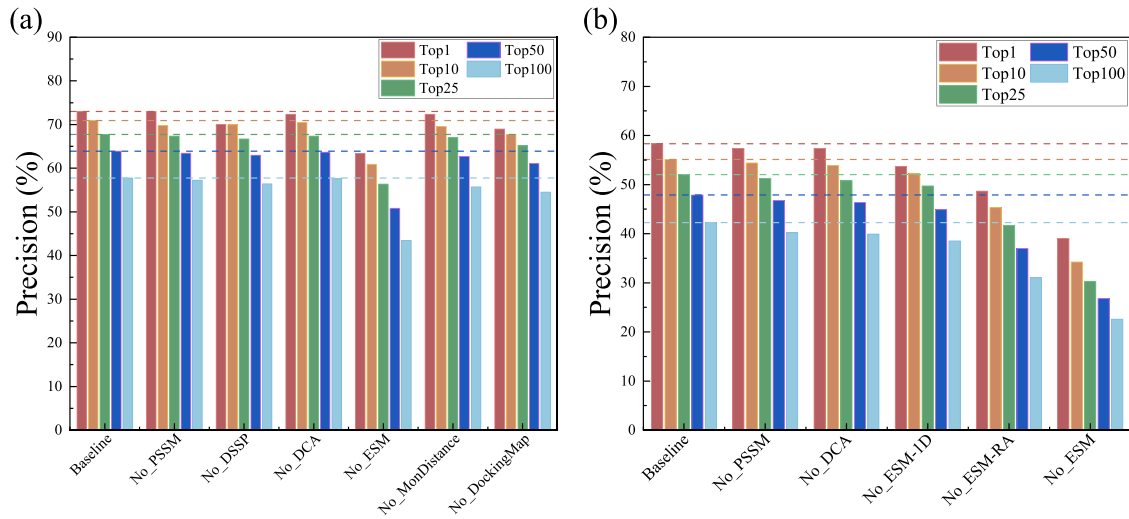 (a)
Precision (%)
90
80
70
60
50
40
30
20
10
0
Top1
Top50
Top10
Top100
Top25
Baseline
No_PSSM
No_DSSP
No_DCA
No_ESM
No_MonDistance
No_DockingMap
(b)
Precision (%)
80
70
60
50
40
30
20
10
0
Top1
Top50
Top10
Top100
Top25
Baseline
No_PSSM
No_DCA
No_ESM-1D
No_ESM-RA
No_ESM